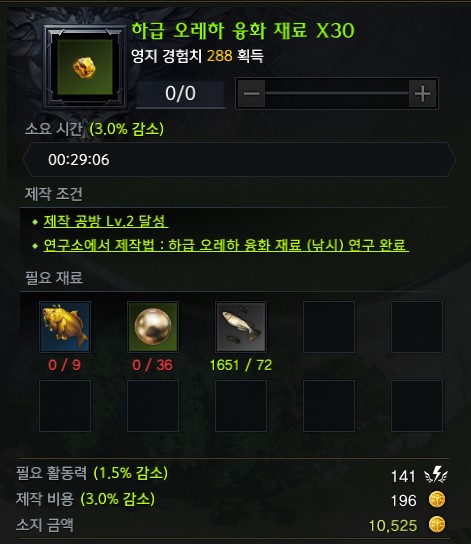 하급 오레하 융화 재료 X30
영지 경험치 288 획득
0/0
소요 시간 (3.0% 감소)
00:29:06
제작 조건
제작 공방 Lv.2 달성
연구소에서 제작법 : 하급 오레하 융화 재료 (낚시) 연구 완료
필요 재료
0 / 9 0 / 36 1651 / 72
필요 활동력 (1.5% 감소) 141
제작 비용 (3.0% 감소) 196
소지 금액 10,525